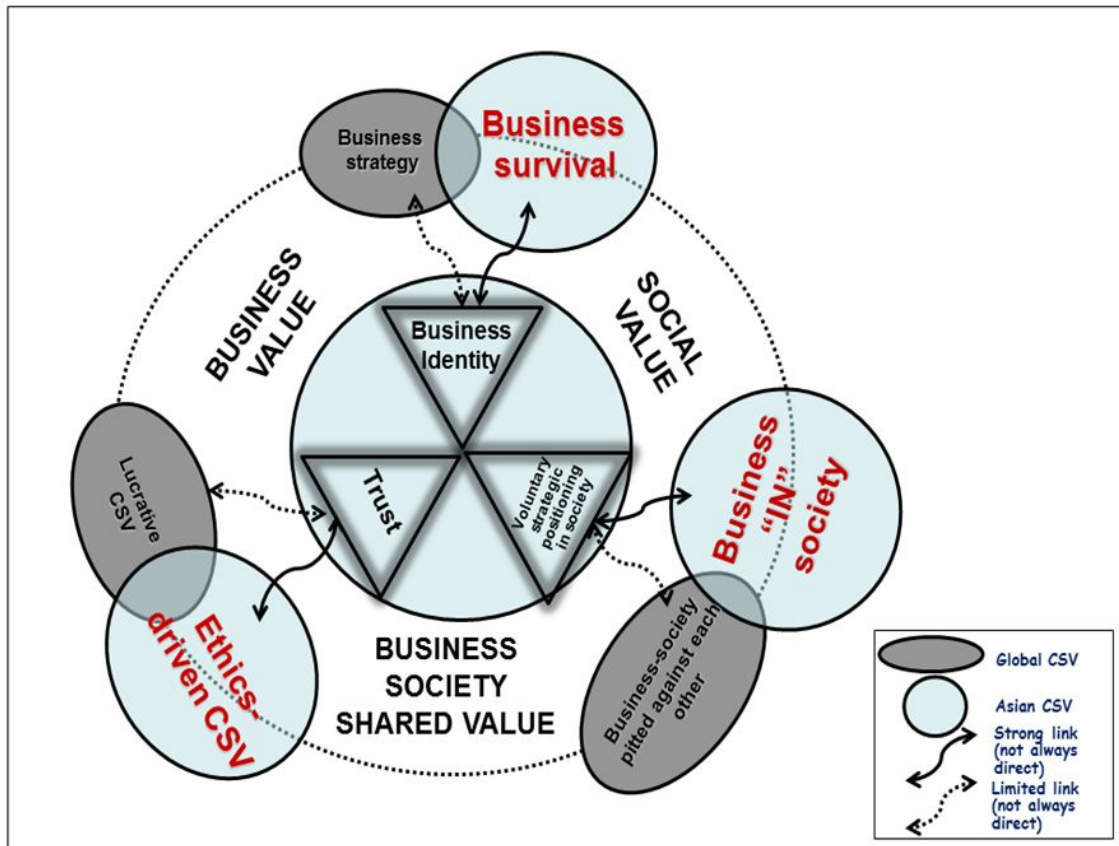 Business
strategy
Business
survival
BUSINESS
VALUE
SOCIAL
VALUE
Business
Identity
Trust
Voluntary
strategic
positioning
in society
Lucrative
CSV
Ethics-
driven CSV
Business
“IN”
society
Business-society
pitted against each
other
BUSINESS
SOCIETY
SHARED VALUE
Global CSV
Asian CSV
Strong link
(not always
direct)
Limited link
(not always
direct)